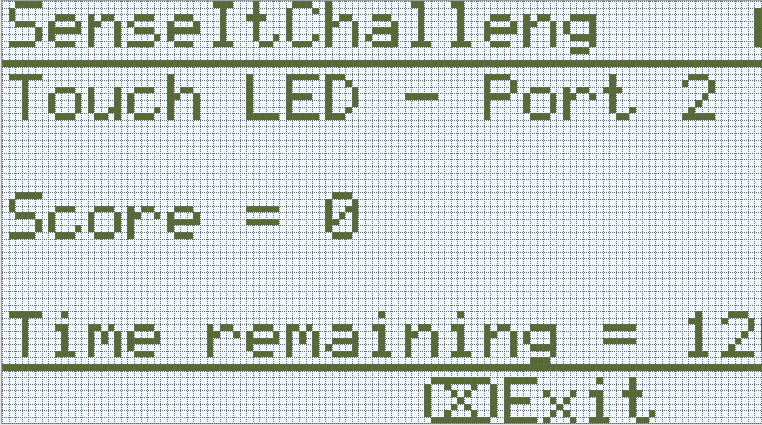 SenseItChalleng
Touch LED - Port 2
Score = 0
Time remaining = 12
[X]Exit